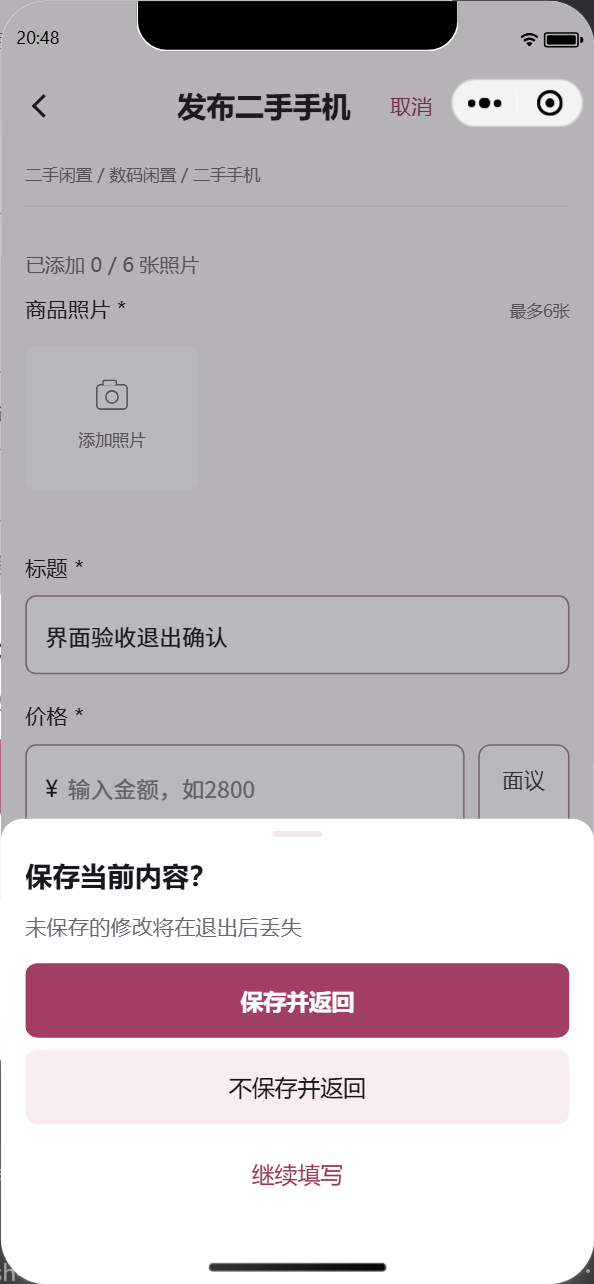 20:48
发布二手手机 取消
二手闲置 / 数码闲置 / 二手手机
已添加 0 / 6 张照片
商品照片 * 最多6张
添加照片
标题 *
界面验收退出确认
价格 *
¥ 输入金额，如2800 面议
保存当前内容？
未保存的修改将在退出后丢失
保存并返回
不保存并返回
继续填写